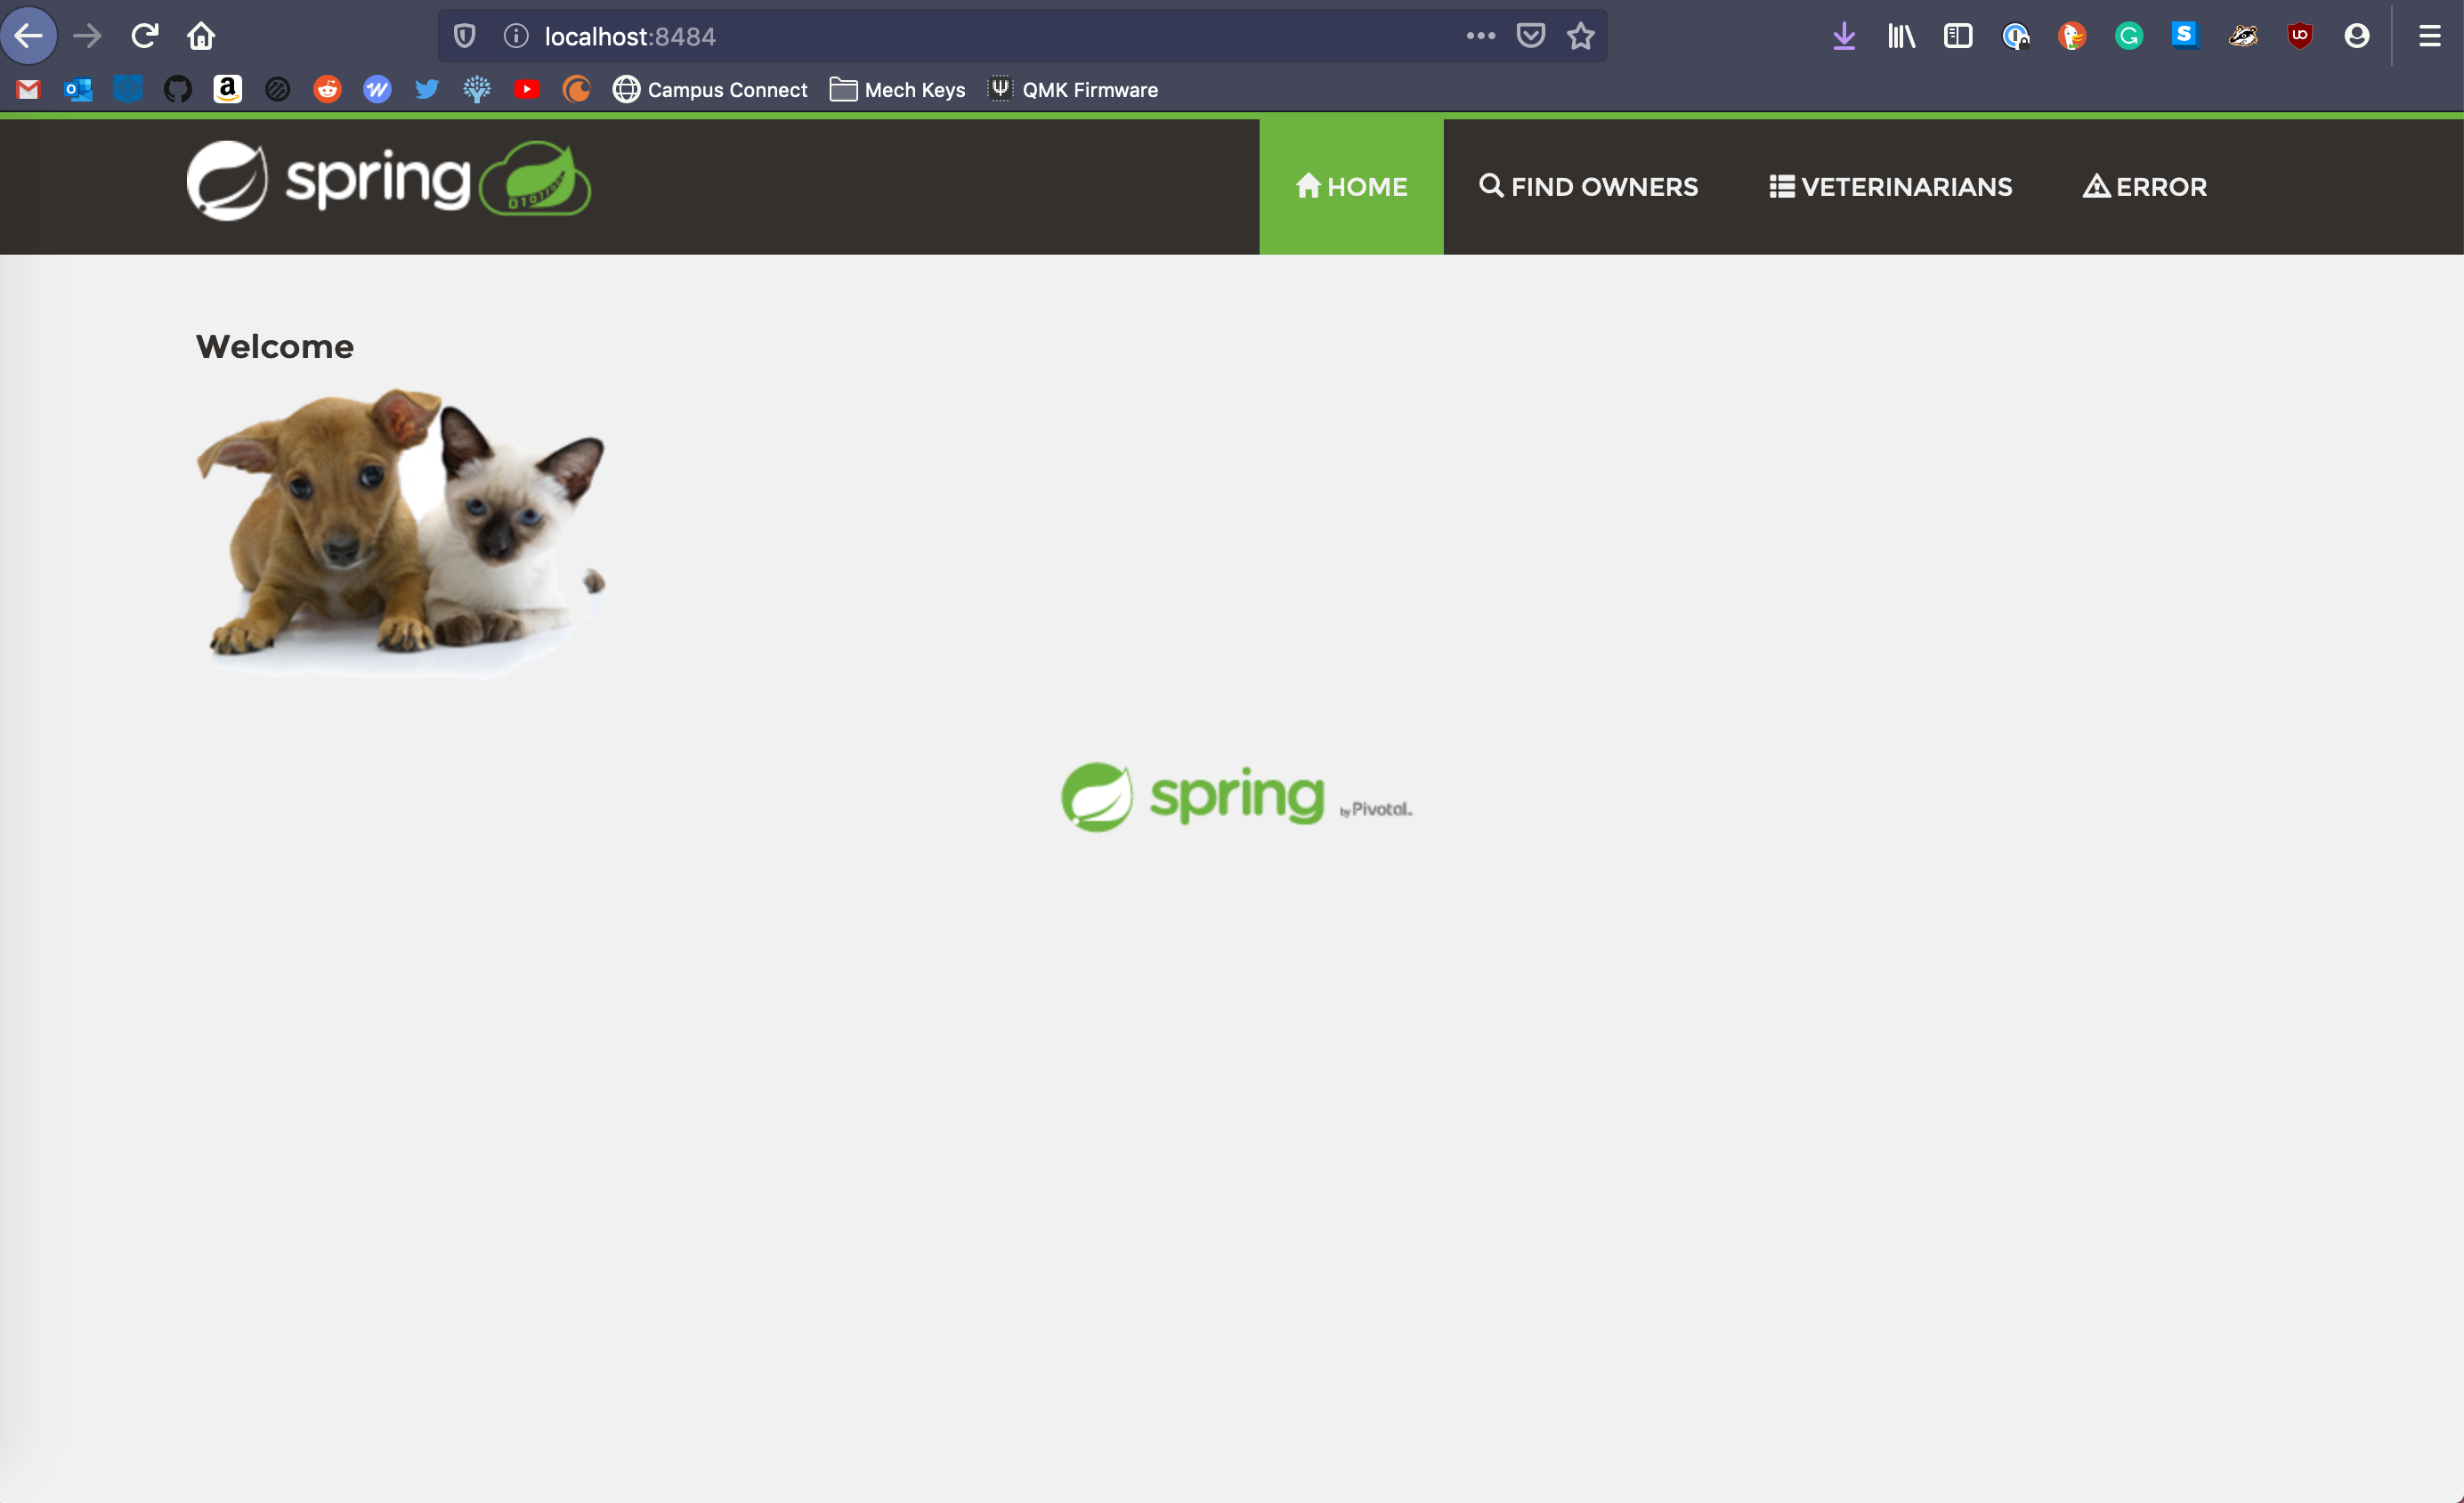 localhost:8484
Campus Connect
Mech Keys
QMK Firmware
spring
HOME
FIND OWNERS
VETERINARIANS
ERROR
Welcome
spring by Pivotal.